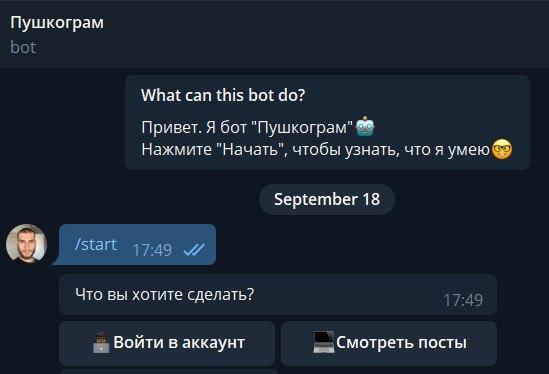 Пушкограм
bot
What can this bot do?
Привет. Я бот "Пушкограм"🤖
Нажмите "Начать", чтобы узнать, что я умею🤓
September 18
/start 17:49
Что вы хотите сделать? 17:49
Войти в аккаунт
💻Смотреть посты